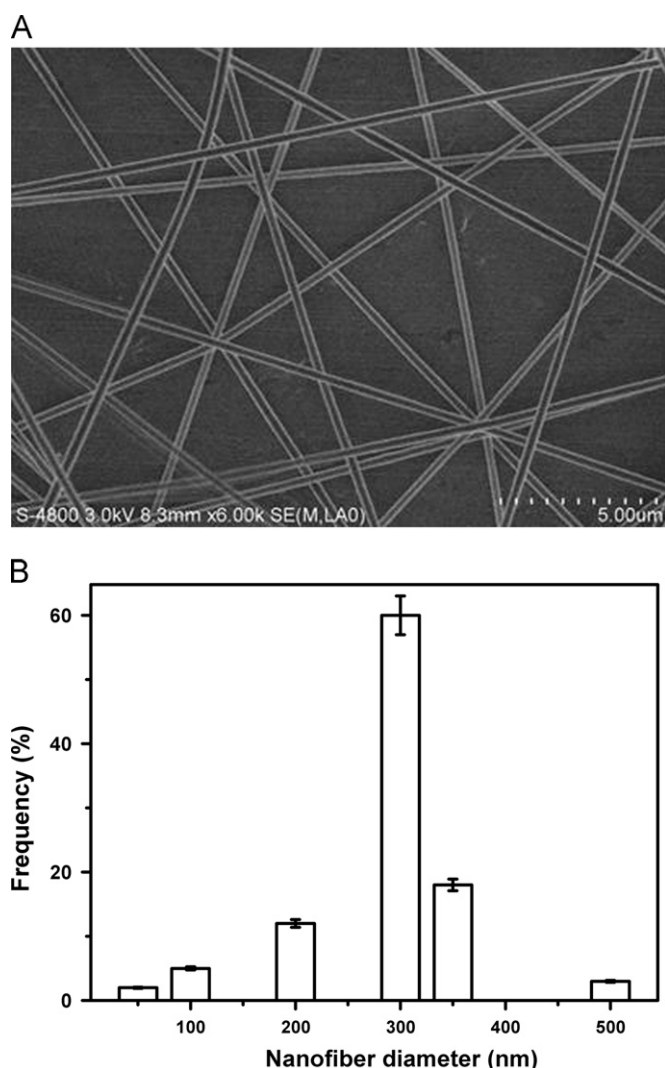 A
S-4800 3.0kV 8.3mm x6.00k SE(M,LA0)
5.00um
B
Frequency (%)
60
40
20
0
100 200 300 400 500
Nanofiber diameter (nm)